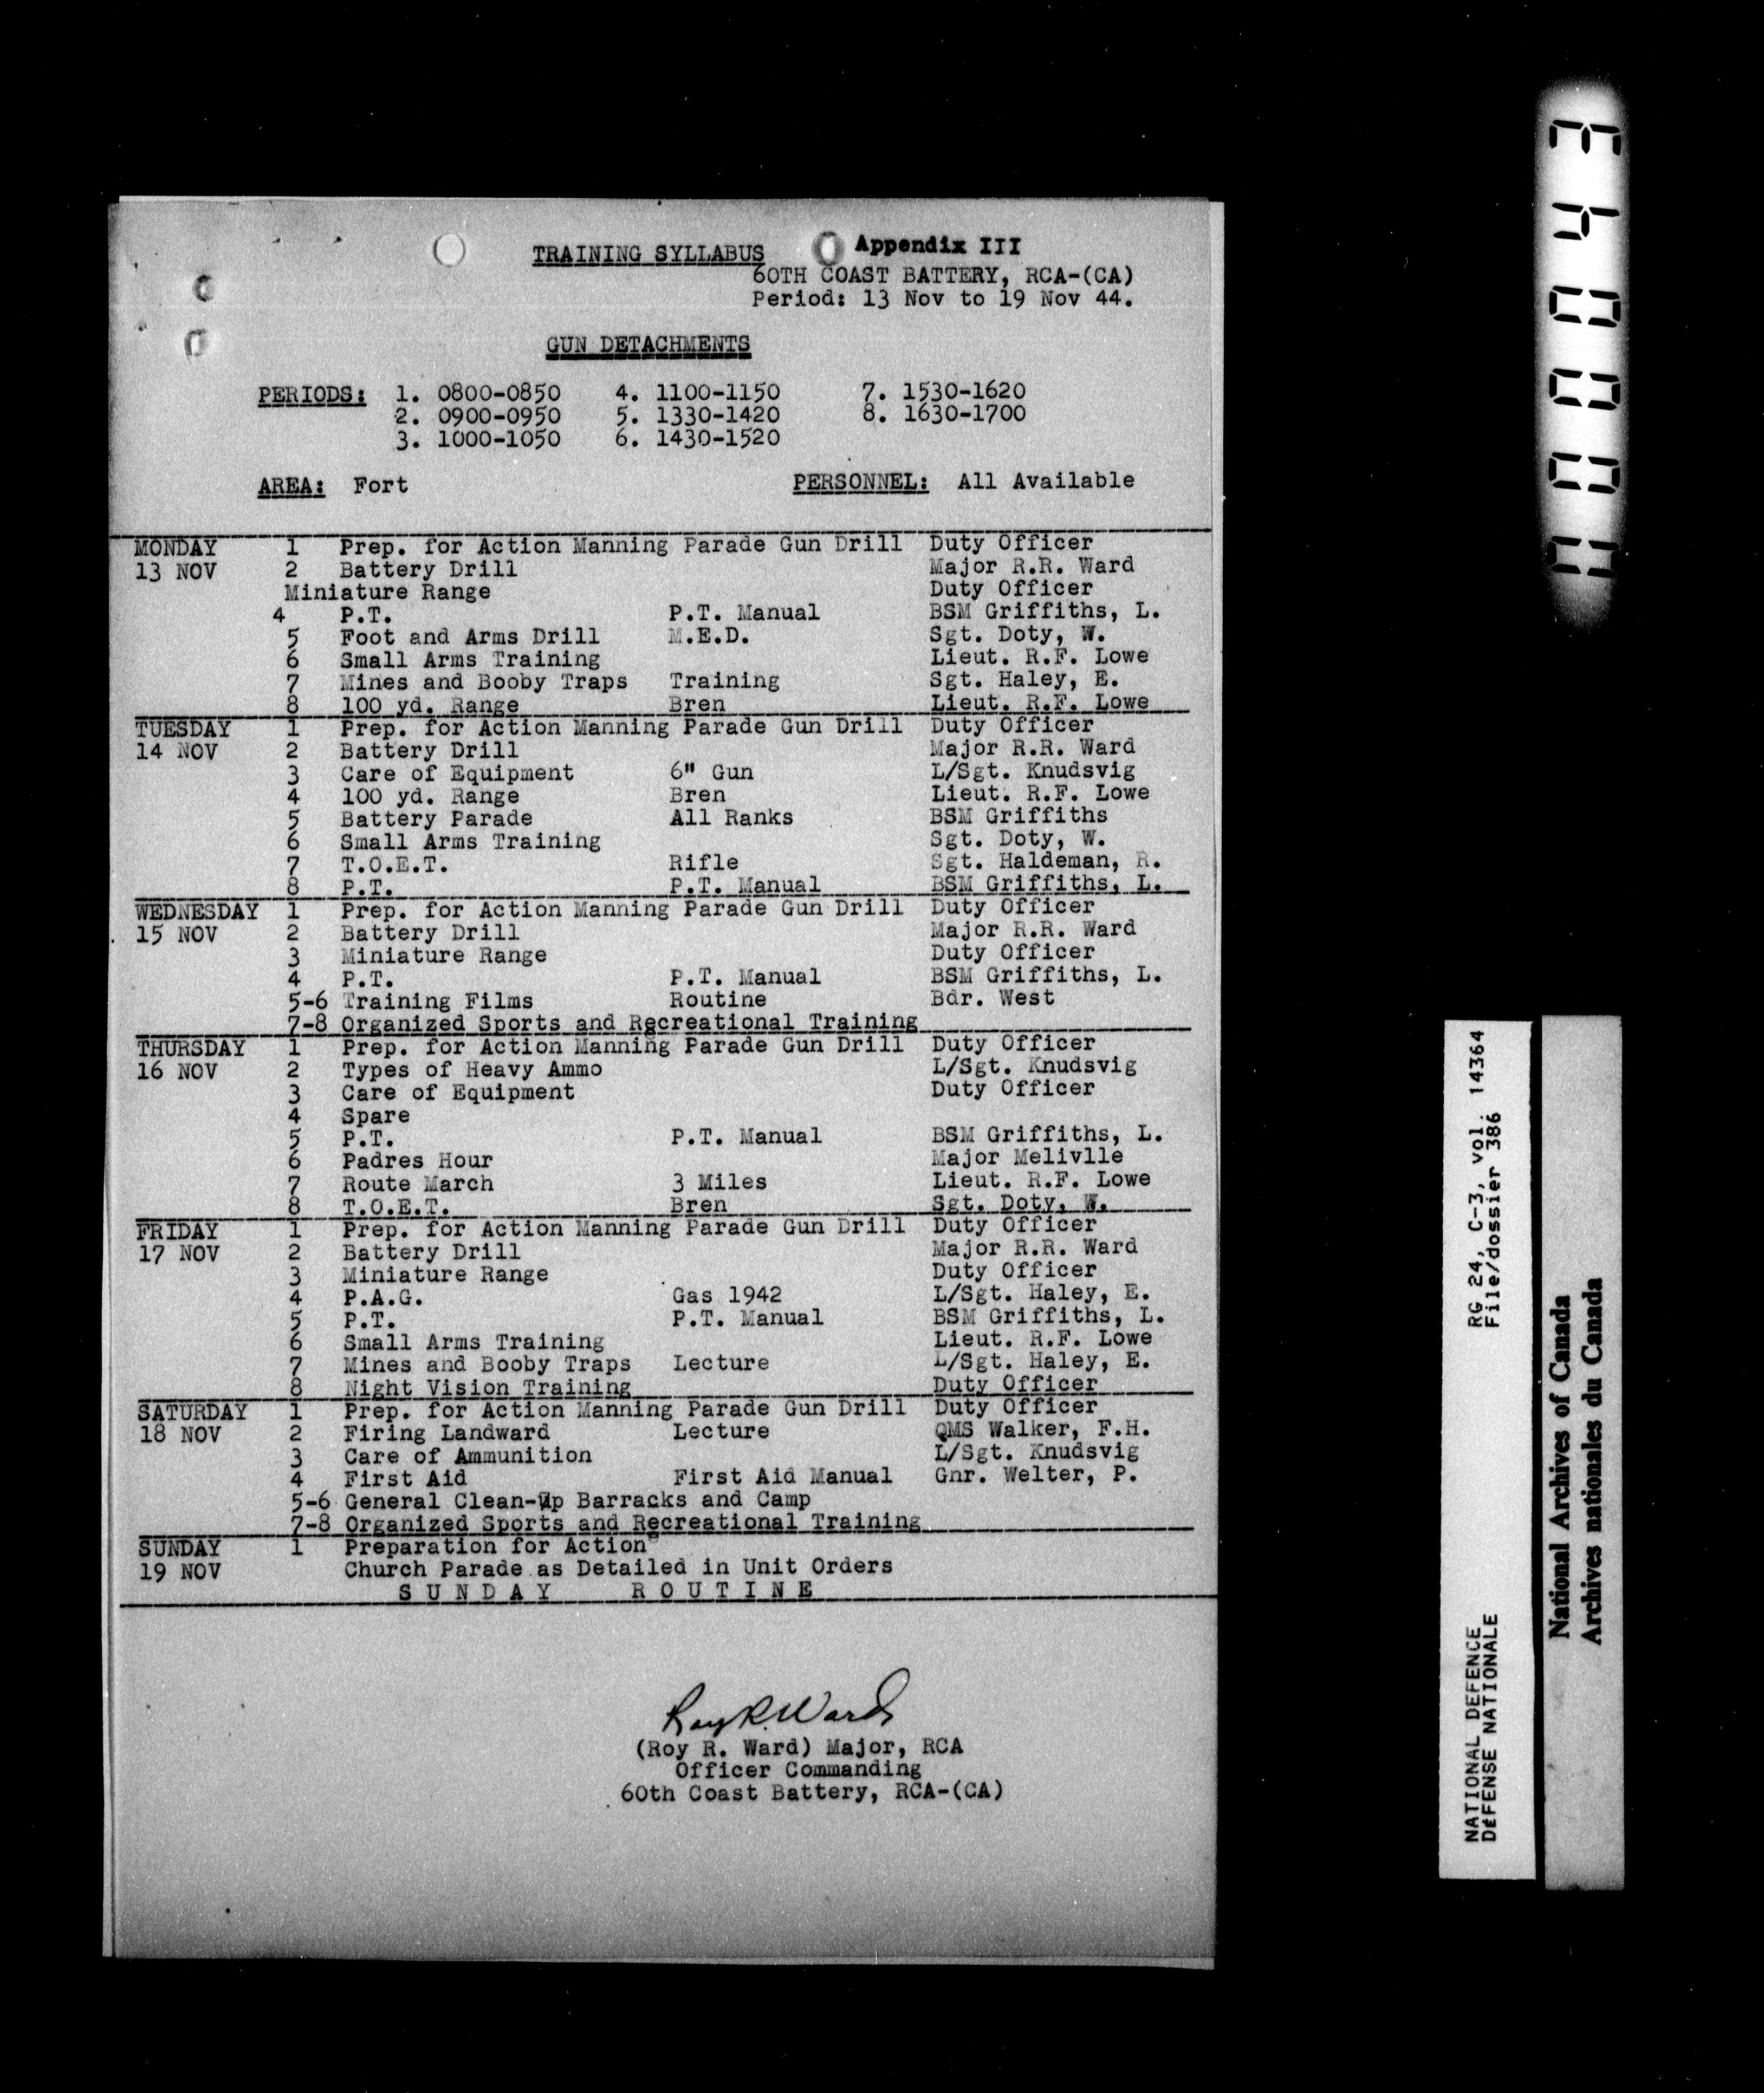 TRAINING SYLLABUS
Appendix III
60TH COAST BATTERY, RCA-(CA)
Period: 13 Nov to 19 Nov 44.
GUN DETACHMENTS
PERIODS: 1. 0800-0850 4. 1100-1150 7. 1530-1620
2. 0900-0950 5. 1330-1420 8. 1630-1700
3. 1000-1050 6. 1430-1520
AREA: Fort PERSONNEL: All Available
MONDAY 1 Prep. for Action Manning Parade Gun Drill Duty Officer
13 NOV 2 Battery Drill Major R.R. Ward
Miniature Range Duty Officer
4 P.T. P.T. Manual BSM Griffiths, L.
5 Foot and Arms Drill M.E.D. Sgt. Doty, W.
6 Small Arms Training Lieut. R.F. Lowe
7 Mines and Booby Traps Training Sgt. Haley, E.
8 100 yd. Range Bren Lieut. R.F. Lowe
TUESDAY 1 Prep. for Action Manning Parade Gun Drill Duty Officer
14 NOV 2 Battery Drill Major R.R. Ward
3 Care of Equipment 6" Gun L/Sgt. Knudsvig
4 100 yd. Range Bren Lieut. R.F. Lowe
5 Battery Parade All Ranks BSM Griffiths
6 Small Arms Training Sgt. Doty, W.
7 T.O.E.T. Rifle Sgt. Haldeman, R.
8 P.T. P.T. Manual BSM Griffiths, L.
WEDNESDAY 1 Prep. for Action Manning Parade Gun Drill Duty Officer
15 NOV 2 Battery Drill Major R.R. Ward
3 Miniature Range Duty Officer
4 P.T. P.T. Manual BSM Griffiths, L.
5-6 Training Films Routine Bdr. West
7-8 Organized Sports and Recreational Training
THURSDAY 1 Prep. for Action Manning Parade Gun Drill Duty Officer
16 NOV 2 Types of Heavy Ammo L/Sgt. Knudsvig
3 Care of Equipment Duty Officer
4 Spare
5 P.T. P.T. Manual BSM Griffiths, L.
6 Padres Hour Major Melivlle
7 Route March 3 Miles Lieut. R.F. Lowe
8 T.O.E.T. Bren Sgt. Doty, W.
FRIDAY 1 Prep. for Action Manning Parade Gun Drill Duty Officer
17 NOV 2 Battery Drill Major R.R. Ward
3 Miniature Range Duty Officer
4 P.A.G. Gas 1942 L/Sgt. Haley, E.
5 P.T. P.T. Manual BSM Griffiths, L.
6 Small Arms Training Lieut. R.F. Lowe
7 Mines and Booby Traps Lecture L/Sgt. Haley, E.
8 Night Vision Training Duty Officer
SATURDAY 1 Prep. for Action Manning Parade Gun Drill Duty Officer
18 NOV 2 Firing Landward Lecture QMS Walker, F.H.
3 Care of Ammunition L/Sgt. Knudsvig
4 First Aid First Aid Manual Gnr. Welter, P.
5-6 General Clean-Up Barracks and Camp
7-8 Organized Sports and Recreational Training
SUNDAY 1 Preparation for Action
19 NOV Church Parade as Detailed in Unit Orders
S U N D A Y R O U T I N E
Roy R. Ward
(Roy R. Ward) Major, RCA
Officer Commanding
60th Coast Battery, RCA-(CA)
NATIONAL DEFENCE RG 24, C-3, vol. 14364
DÉFENSE NATIONALE File/dossier 386
National Archives of Canada
Archives nationales du Canada